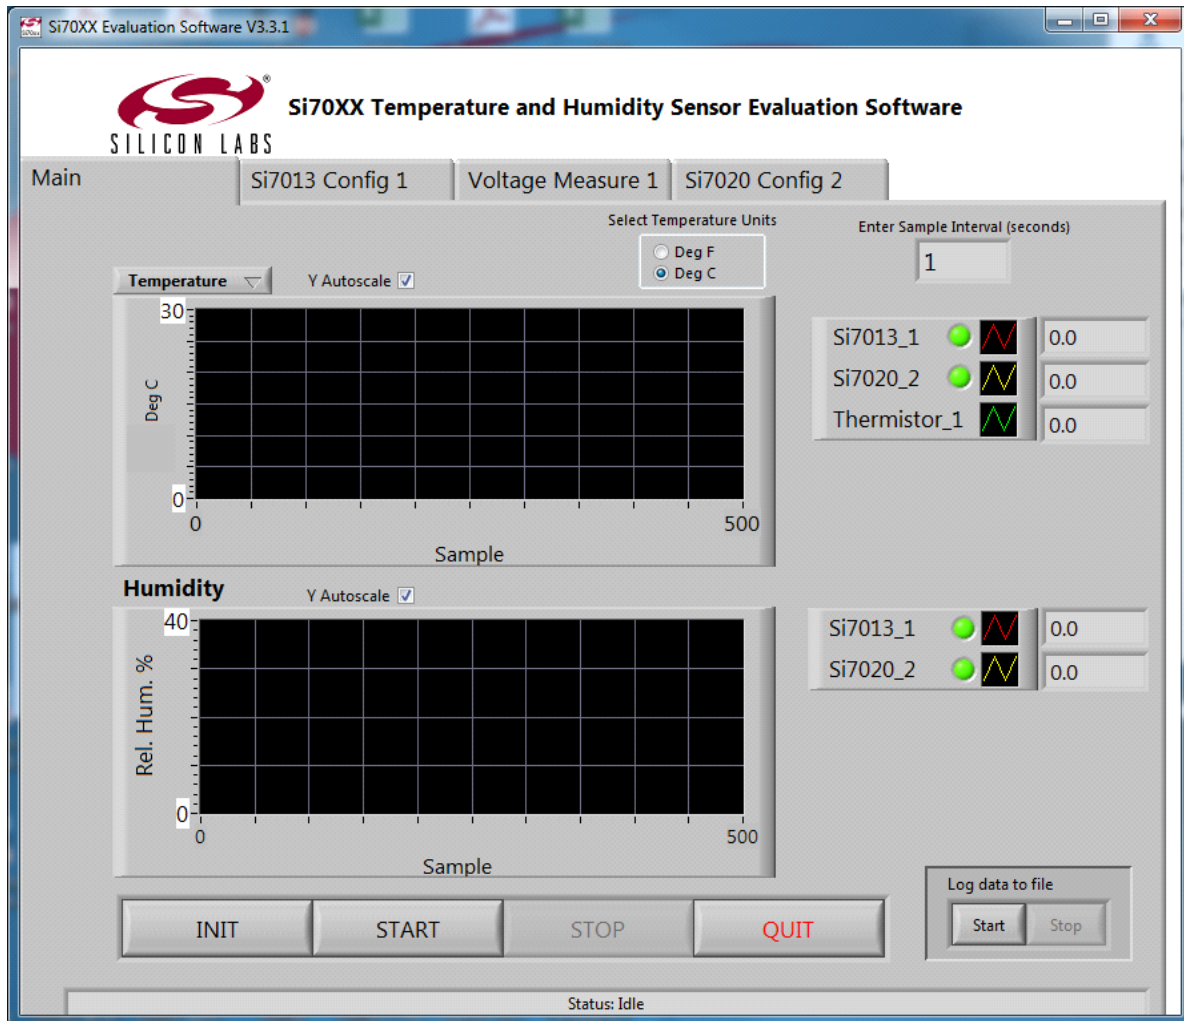 Si70XX Evaluation Software V3.3.1
SILICON LABS®
Si70XX Temperature and Humidity Sensor Evaluation Software
Main
Si7013 Config 1
Voltage Measure 1
Si7020 Config 2
Select Temperature Units
Deg F
Deg C
Enter Sample Interval (seconds)
1
Temperature
Y Autoscale
30
Deg C
0
0
500
Sample
Si7013_1
0.0
Si7020_2
0.0
Thermistor_1
0.0
Humidity
Y Autoscale
40
Rel. Hum. %
0
0
500
Sample
Si7013_1
0.0
Si7020_2
0.0
INIT
START
STOP
QUIT
Log data to file
Start
Stop
Status: Idle